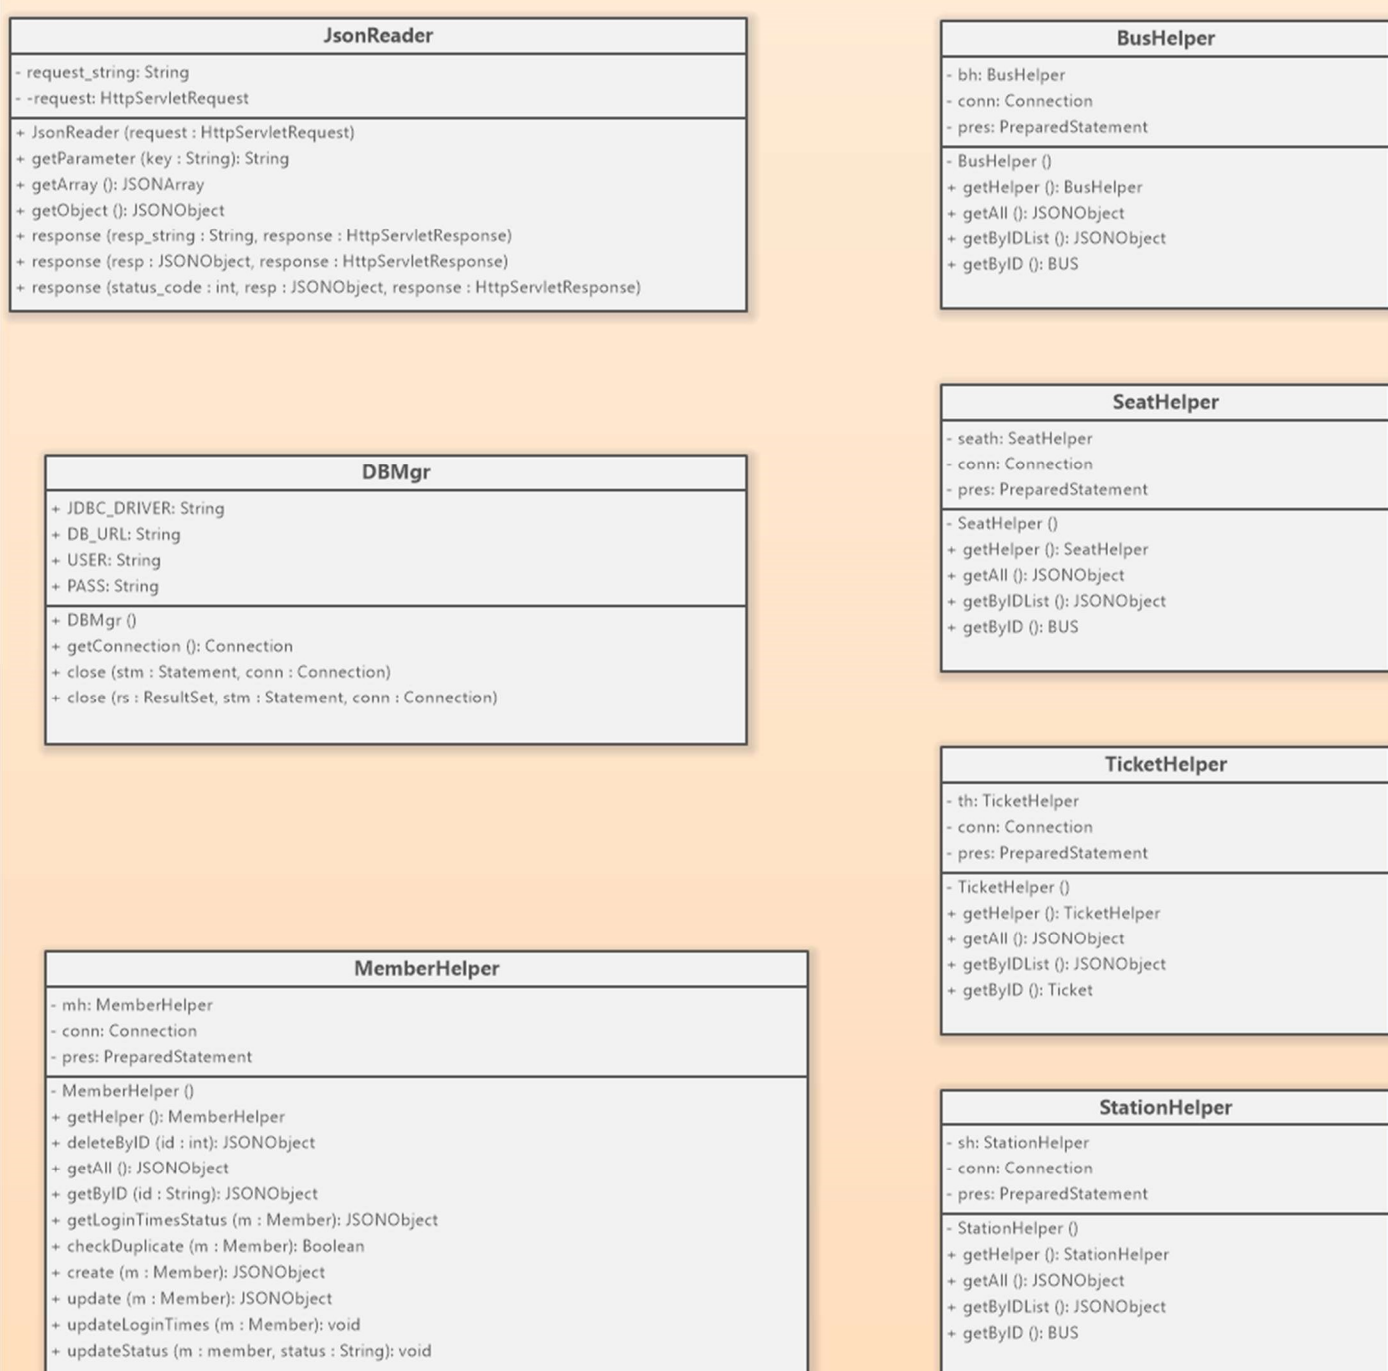 JsonReader
- request_string: String
- -request: HttpServletRequest
+ JsonReader (request : HttpServletRequest)
+ getParameter (key : String): String
+ getArray (): JSONArray
+ getObject (): JSONObject
+ response (resp_string : String, response : HttpServletResponse)
+ response (resp : JSONObject, response : HttpServletResponse)
+ response (status_code : int, resp : JSONObject, response : HttpServletResponse)
DBMgr
+ JDBC_DRIVER: String
+ DB_URL: String
+ USER: String
+ PASS: String
+ DBMgr ()
+ getConnection (): Connection
+ close (stm : Statement, conn : Connection)
+ close (rs : ResultSet, stm : Statement, conn : Connection)
MemberHelper
- mh: MemberHelper
- conn: Connection
- pres: PreparedStatement
- MemberHelper ()
+ getHelper (): MemberHelper
+ deleteByID (id : int): JSONObject
+ getAll (): JSONObject
+ getByID (id : String): JSONObject
+ getLoginTimesStatus (m : Member): JSONObject
+ checkDuplicate (m : Member): Boolean
+ create (m : Member): JSONObject
+ update (m : Member): JSONObject
+ updateLoginTimes (m : Member): void
+ updateStatus (m : member, status : String): void
BusHelper
- bh: BusHelper
- conn: Connection
- pres: PreparedStatement
- BusHelper ()
+ getHelper (): BusHelper
+ getAll (): JSONObject
+ getByIDList (): JSONObject
+ getByID (): BUS
SeatHelper
- seath: SeatHelper
- conn: Connection
- pres: PreparedStatement
- SeatHelper ()
+ getHelper (): SeatHelper
+ getAll (): JSONObject
+ getByIDList (): JSONObject
+ getByID (): BUS
TicketHelper
- th: TicketHelper
- conn: Connection
- pres: PreparedStatement
- TicketHelper ()
+ getHelper (): TicketHelper
+ getAll (): JSONObject
+ getByIDList (): JSONObject
+ getByID (): Ticket
StationHelper
- sh: StationHelper
- conn: Connection
- pres: PreparedStatement
- StationHelper ()
+ getHelper (): StationHelper
+ getAll (): JSONObject
+ getByIDList (): JSONObject
+ getByID (): BUS